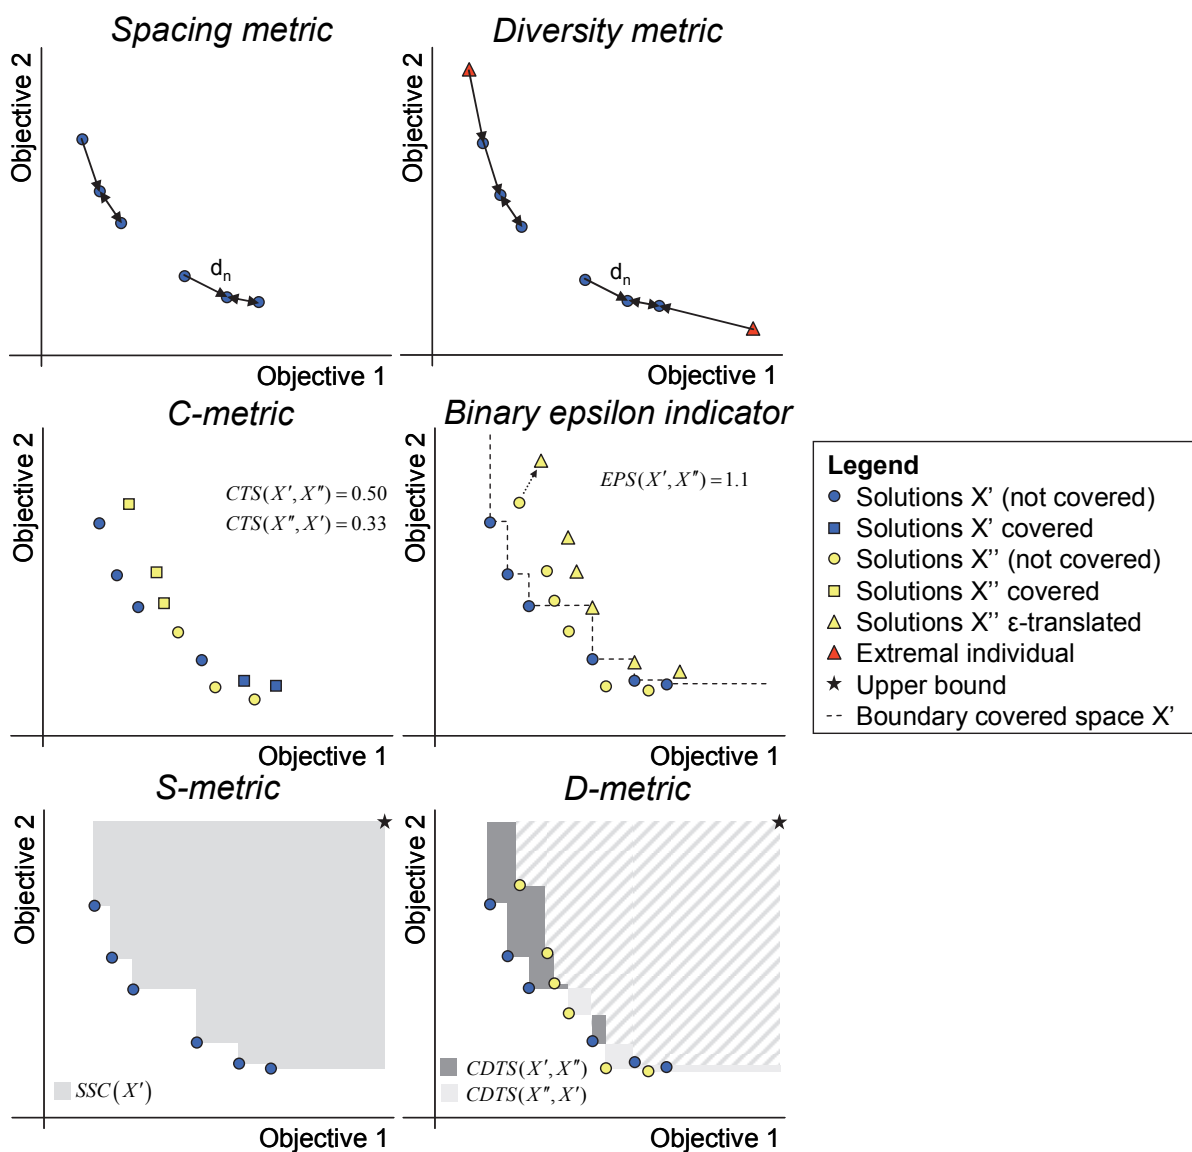 Spacing metric
Diversity metric
Objective 2
Objective 2
d_n
d_n
Objective 1
Objective 1
C-metric
Binary epsilon indicator
Objective 2
Objective 2
CTS(X′, X″) = 0.50
CTS(X″, X′) = 0.33
EPS(X′, X″) = 1.1
Objective 1
Objective 1
Legend
Solutions X' (not covered)
Solutions X' covered
Solutions X'' (not covered)
Solutions X'' covered
Solutions X'' ε-translated
Extremal individual
Upper bound
Boundary covered space X'
S-metric
D-metric
Objective 2
Objective 2
SSC(X′)
CDTS(X′, X″)
CDTS(X″, X′)
Objective 1
Objective 1